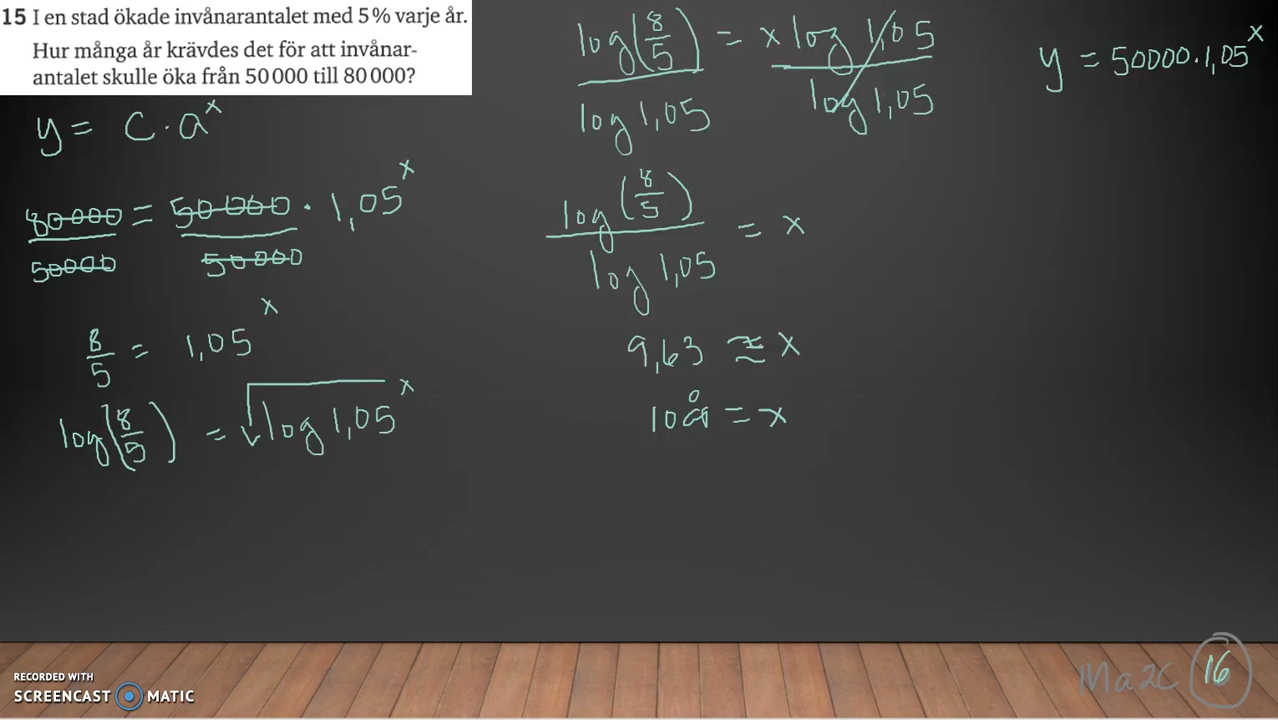 15 I en stad ökade invånarantalet med 5 % varje år.
Hur många år krävdes det för att invånar-
antalet skulle öka från 50 000 till 80 000?
y = C · a^x
80000/50000 = 50000/50000 · 1,05^x
8/5 = 1,05^x
log(8/5) = log 1,05^x
log(8/5)/log 1,05 = x log 1,05/log 1,05
log(8/5)/log 1,05 = x
9,63 ≈ x
10 år = x
y = 50000 · 1,05^x
RECORDED WITH
SCREENCAST MATIC
Ma2C 16